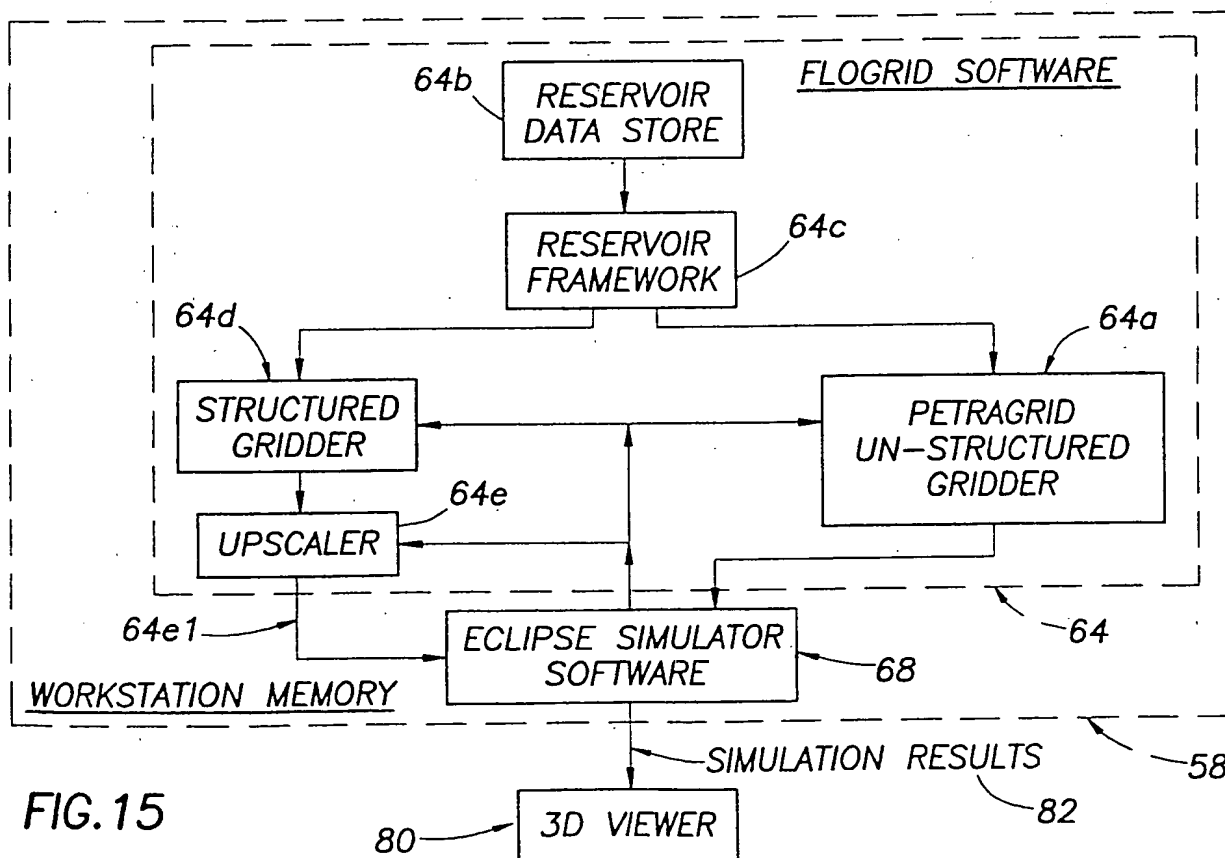 FLOGRID SOFTWARE
64b
RESERVOIR
DATA STORE
RESERVOIR
FRAMEWORK
64c
64d
64a
STRUCTURED
GRIDDER
PETRAGRID
UN-STRUCTURED
GRIDDER
64e
UPSCALER
64e1
64
ECLIPSE SIMULATOR
SOFTWARE
68
WORKSTATION MEMORY
SIMULATION RESULTS
58
82
FIG.15
80
3D VIEWER